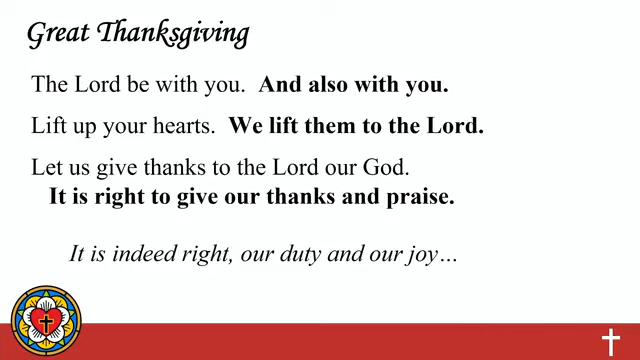 Great Thanksgiving
The Lord be with you. And also with you.
Lift up your hearts. We lift them to the Lord.
Let us give thanks to the Lord our God.
It is right to give our thanks and praise.
It is indeed right, our duty and our joy…